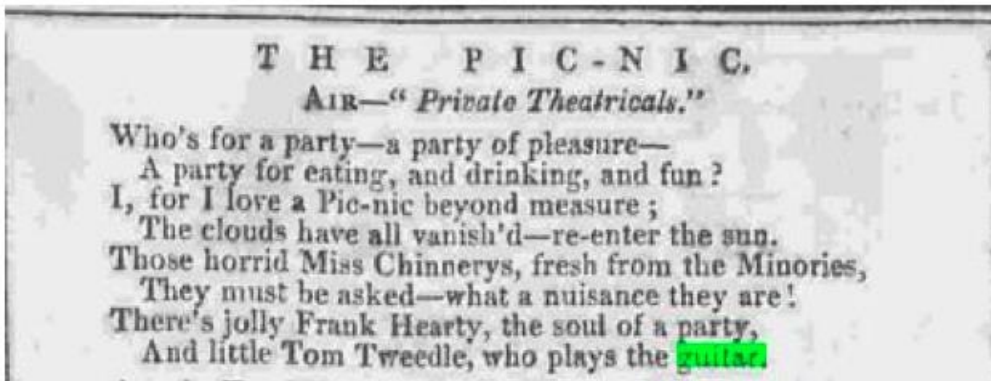 THE PIC-NIC.
AIR—“ Private Theatricals.”
Who's for a party—a party of pleasure—
A party for eating, and drinking, and fun ?
I, for I love a Pic-nic beyond measure ;
The clouds have all vanish'd—re-enter the sun.
Those horrid Miss Chinnerys, fresh from the Minories,
They must be asked—what a nuisance they are !
There's jolly Frank Hearty, the soul of a party,
And little Tom Tweedle, who plays the guitar.